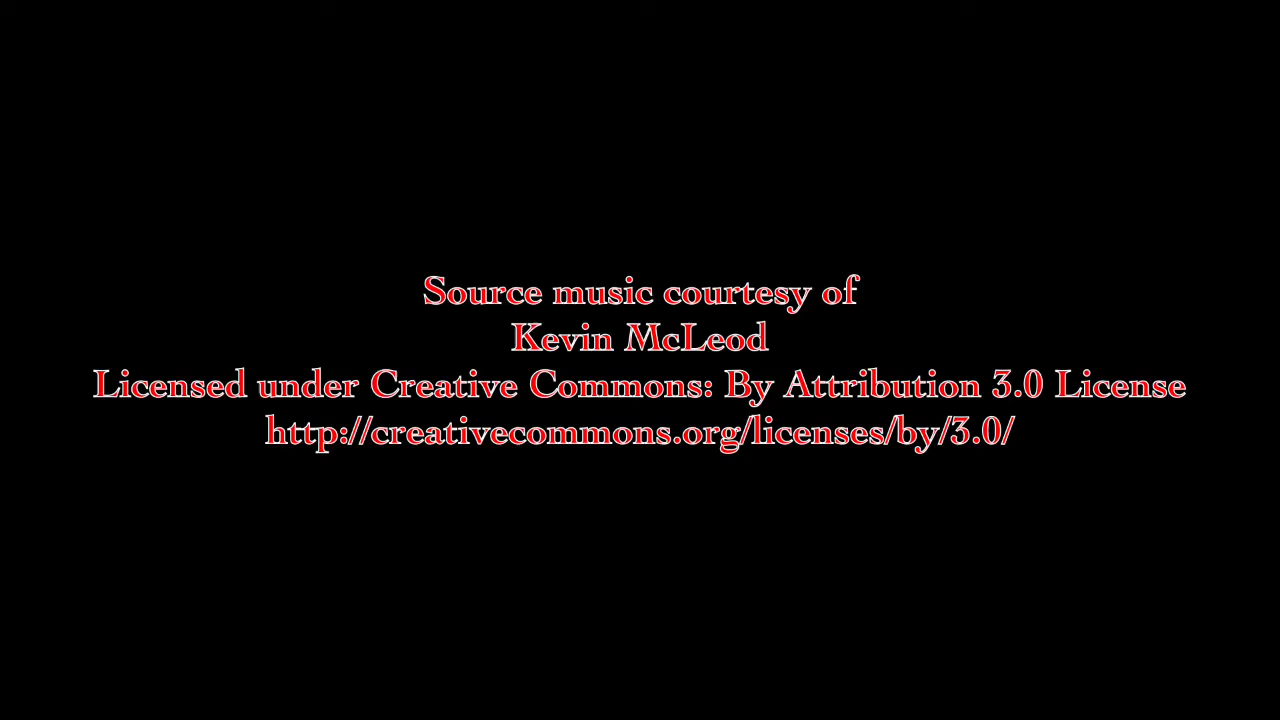 Source music courtesy of
Kevin McLeod
Licensed under Creative Commons: By Attribution 3.0 License
http://creativecommons.org/licenses/by/3.0/